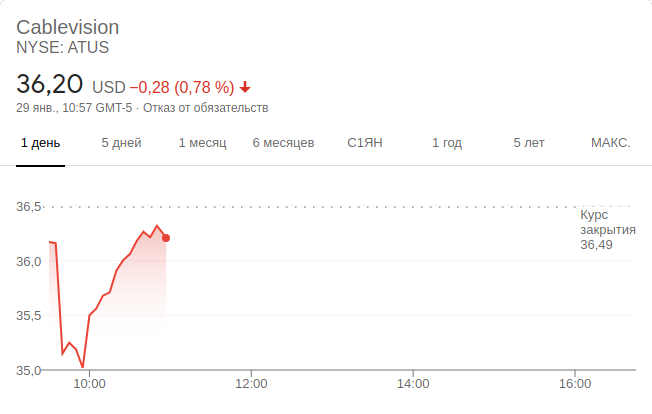 Cablevision
NYSE: ATUS
36,20 USD −0,28 (0,78 %)
29 янв., 10:57 GMT-5 · Отказ от обязательств
1 день 5 дней 1 месяц 6 месяцев С1ЯН 1 год 5 лет МАКС.
36,5
Курс
закрытия
36,49
36,0
35,5
35,0
10:00 12:00 14:00 16:00